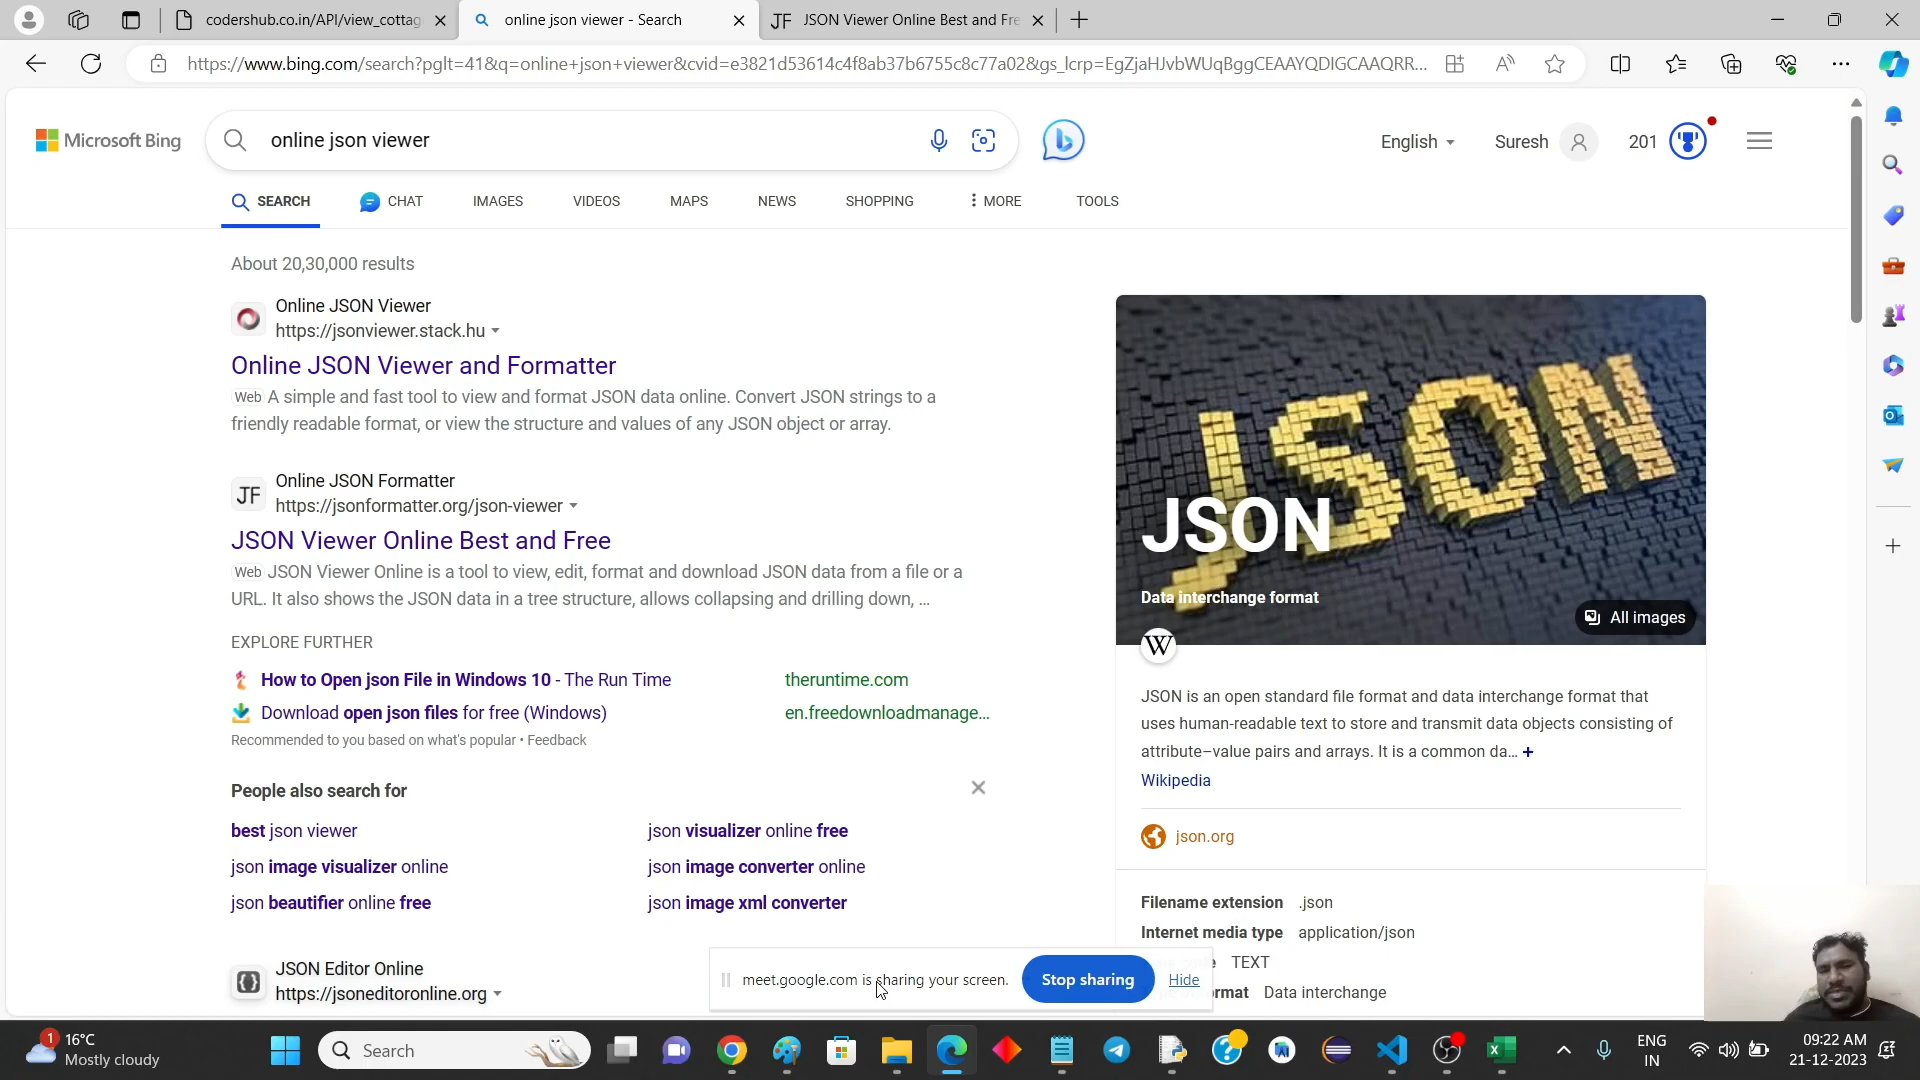 codershub.co.in/API/view_cottag
online json viewer - Search
JF JSON Viewer Online Best and Fre
https://www.bing.com/search?pglt=41&q=online+json+viewer&cvid=e3821d53614c4f8ab37b6755c8c77a02&gs_lcrp=EgZjaHJvbWUqBggCEAAYQDIGCAAQRR...
Microsoft Bing
online json viewer
English
Suresh
201
SEARCH
CHAT
IMAGES
VIDEOS
MAPS
NEWS
SHOPPING
MORE
TOOLS
About 20,30,000 results
Online JSON Viewer
https://jsonviewer.stack.hu
Online JSON Viewer and Formatter
Web A simple and fast tool to view and format JSON data online. Convert JSON strings to a
friendly readable format, or view the structure and values of any JSON object or array.
JF
Online JSON Formatter
https://jsonformatter.org/json-viewer
JSON Viewer Online Best and Free
Web JSON Viewer Online is a tool to view, edit, format and download JSON data from a file or a
URL. It also shows the JSON data in a tree structure, allows collapsing and drilling down, ...
EXPLORE FURTHER
How to Open json File in Windows 10 - The Run Time
theruntime.com
Download open json files for free (Windows)
en.freedownloadmanage...
Recommended to you based on what's popular • Feedback
People also search for
best json viewer
json visualizer online free
json image visualizer online
json image converter online
json beautifier online free
json image xml converter
JSON Editor Online
https://jsoneditoronline.org
JSON
JSON
Data interchange format
All images
W
JSON is an open standard file format and data interchange format that
uses human-readable text to store and transmit data objects consisting of
attribute–value pairs and arrays. It is a common da... +
Wikipedia
json.org
Filename extension .json
Internet media type application/json
TEXT
Data interchange
meet.google.com is sharing your screen.
Stop sharing
Hide
1
16°C
Mostly cloudy
Search
ENG
IN
09:22 AM
21-12-2023